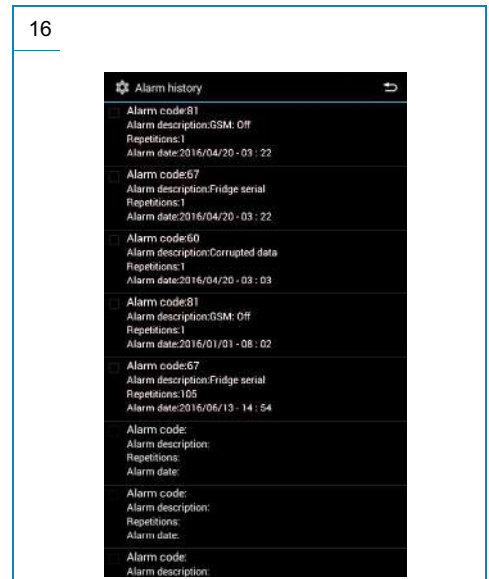 16
Alarm history
Alarm code:81
Alarm description:GSM: Off
Repetitions:1
Alarm date:2016/04/20 - 03 : 22
Alarm code:67
Alarm description:Fridge serial
Repetitions:1
Alarm date:2016/04/20 - 03 : 22
Alarm code:60
Alarm description:Corrupted data
Repetitions:1
Alarm date:2016/04/20 - 03 : 03
Alarm code:81
Alarm description:GSM: Off
Repetitions:1
Alarm date:2016/01/01 - 08 : 02
Alarm code:67
Alarm description:Fridge serial
Repetitions:105
Alarm date:2016/06/13 - 14 : 54
Alarm code:
Alarm description:
Repetitions:
Alarm date:
Alarm code:
Alarm description:
Repetitions:
Alarm date:
Alarm code:
Alarm description: